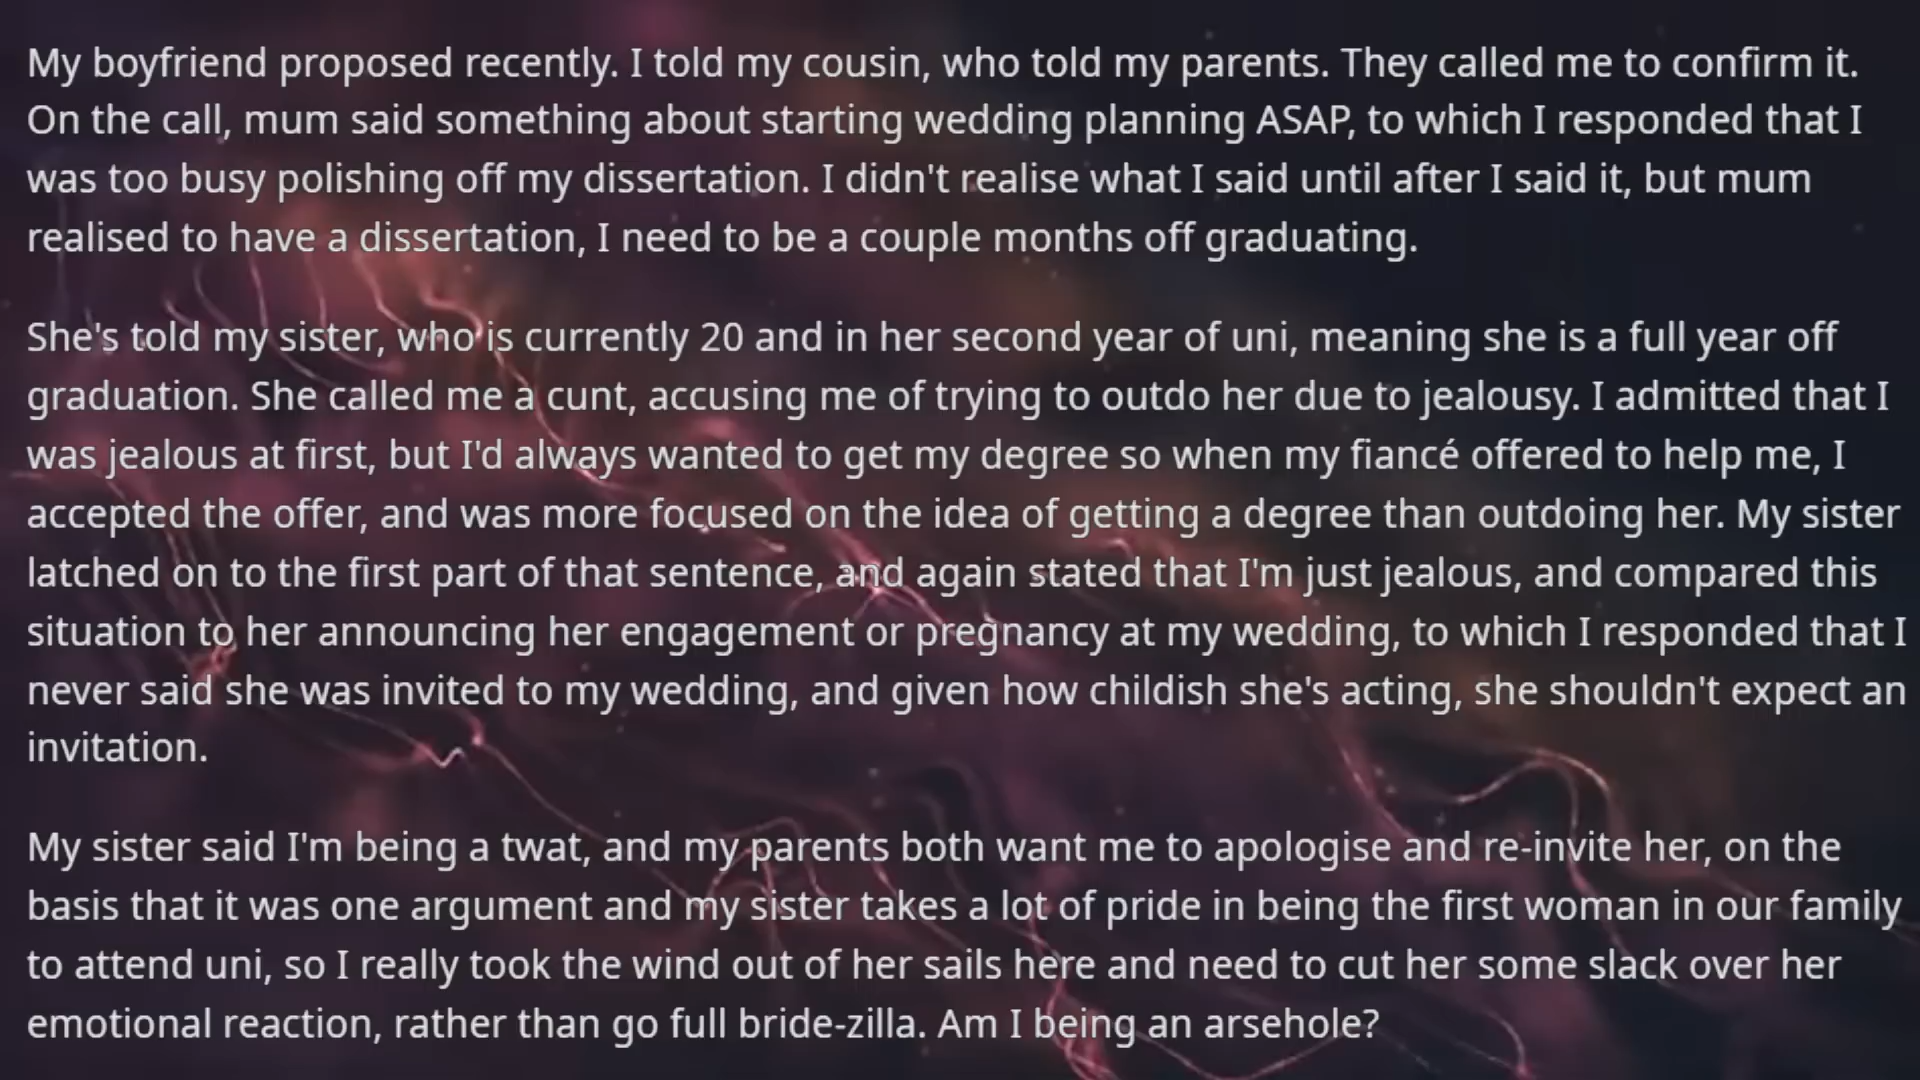 My boyfriend proposed recently. I told my cousin, who told my parents. They called me to confirm it.
On the call, mum said something about starting wedding planning ASAP, to which I responded that I
was too busy polishing off my dissertation. I didn't realise what I said until after I said it, but mum
realised to have a dissertation, I need to be a couple months off graduating.
She's told my sister, who is currently 20 and in her second year of uni, meaning she is a full year off
graduation. She called me a cunt, accusing me of trying to outdo her due to jealousy. I admitted that I
was jealous at first, but I'd always wanted to get my degree so when my fiancé offered to help me, I
accepted the offer, and was more focused on the idea of getting a degree than outdoing her. My sister
latched on to the first part of that sentence, and again stated that I'm just jealous, and compared this
situation to her announcing her engagement or pregnancy at my wedding, to which I responded that I
never said she was invited to my wedding, and given how childish she's acting, she shouldn't expect an
invitation.
My sister said I'm being a twat, and my parents both want me to apologise and re-invite her, on the
basis that it was one argument and my sister takes a lot of pride in being the first woman in our family
to attend uni, so I really took the wind out of her sails here and need to cut her some slack over her
emotional reaction, rather than go full bride-zilla. Am I being an arsehole?